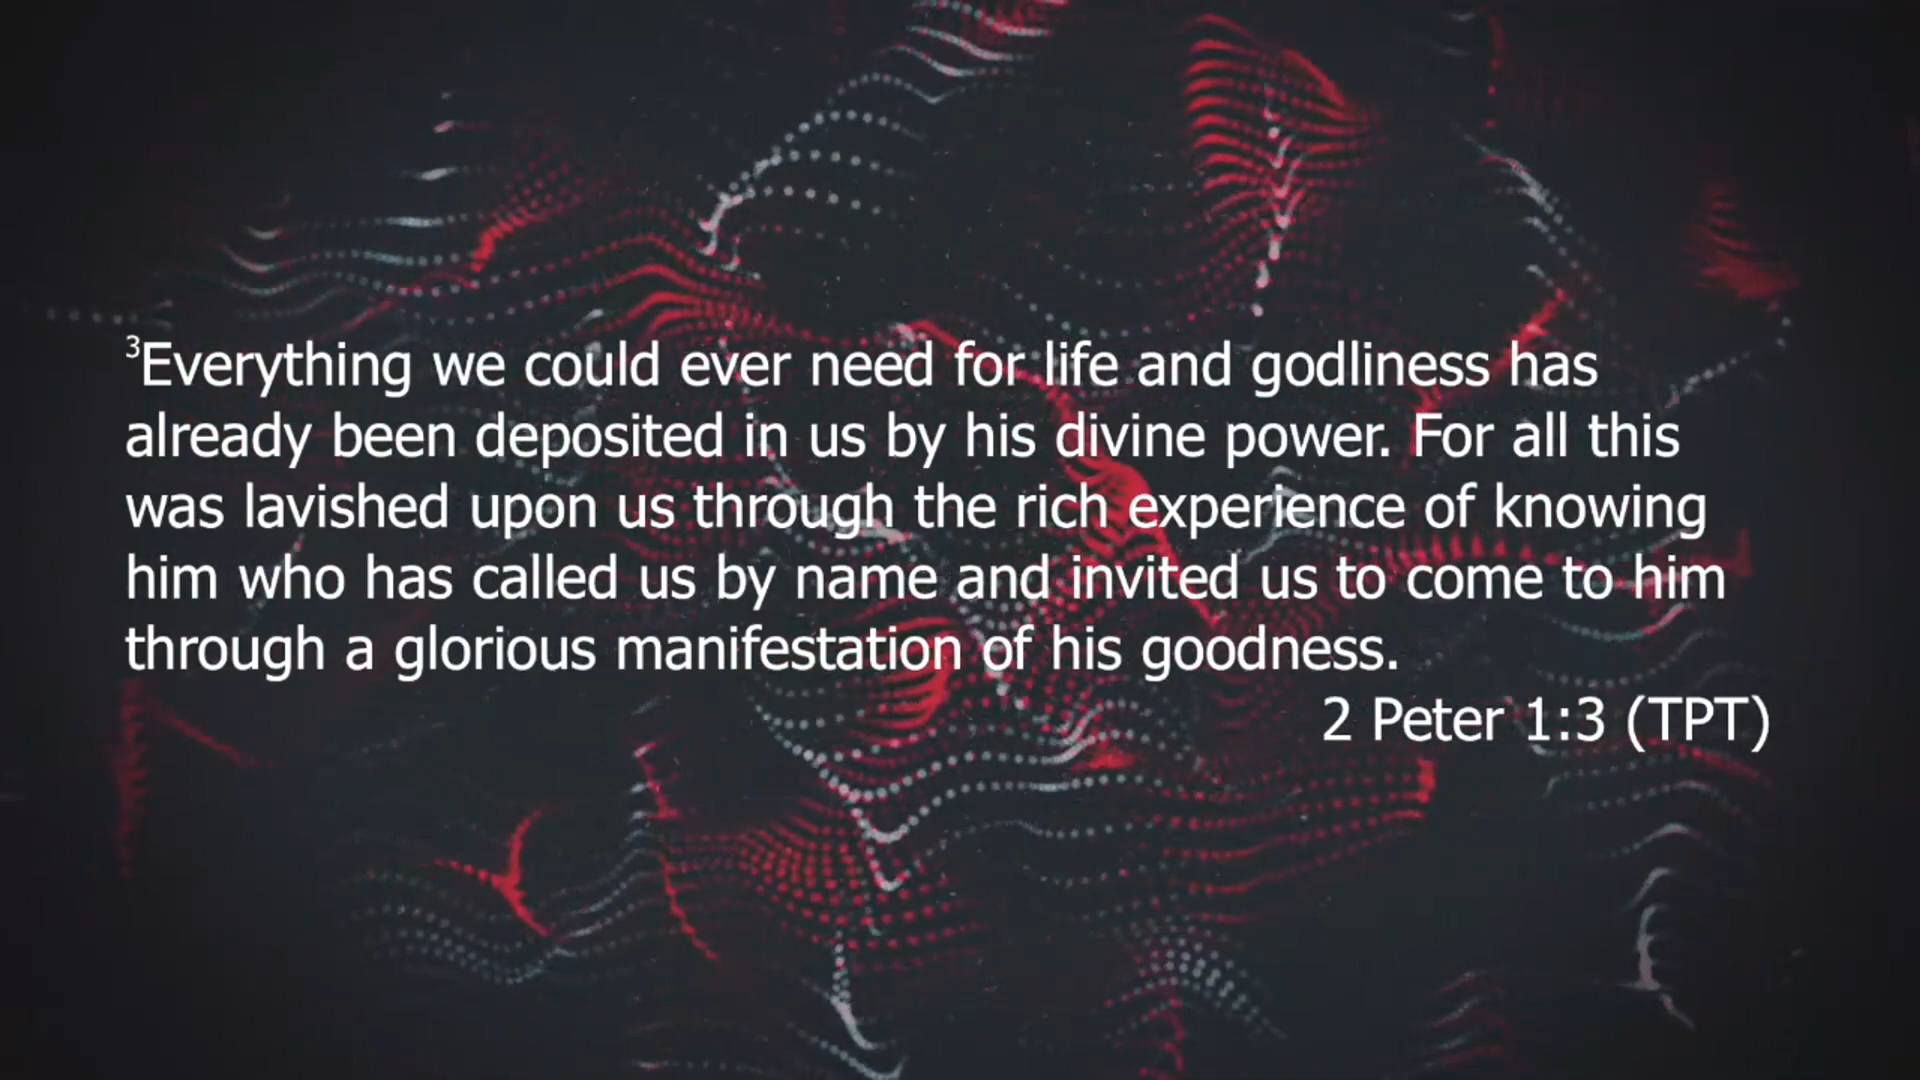 ³Everything we could ever need for life and godliness has
already been deposited in us by his divine power. For all this
was lavished upon us through the rich experience of knowing
him who has called us by name and invited us to come to him
through a glorious manifestation of his goodness.
2 Peter 1:3 (TPT)